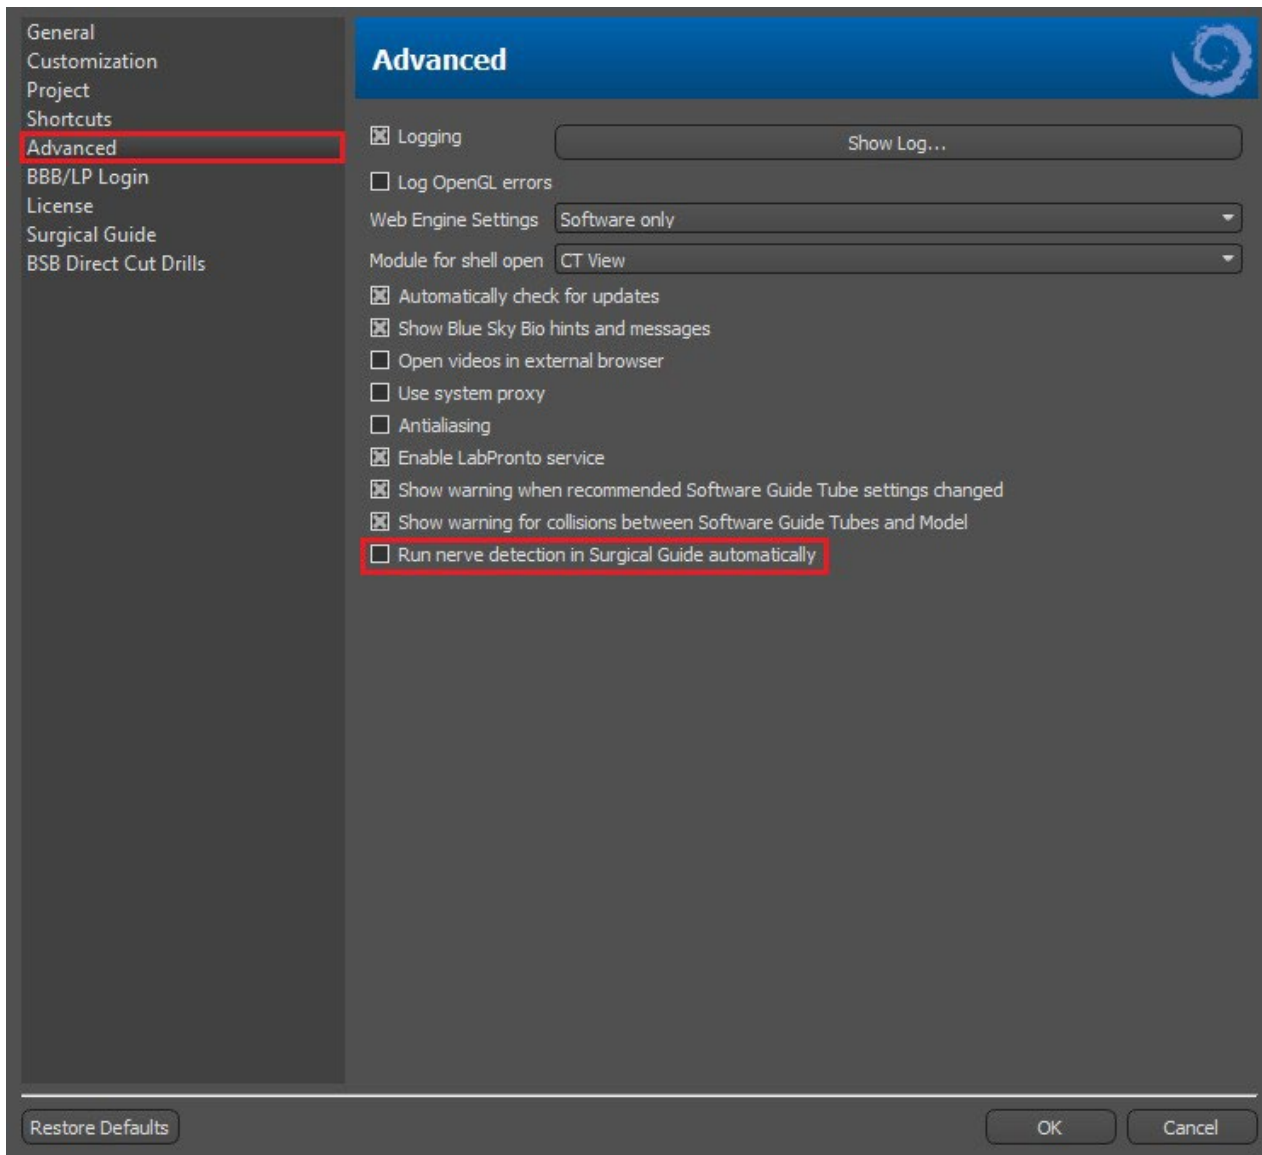 General
Customization
Project
Shortcuts
Advanced
BBB/LP Login
License
Surgical Guide
BSB Direct Cut Drills
Advanced
Logging
Show Log...
Log OpenGL errors
Web Engine Settings Software only
Module for shell open CT View
Automatically check for updates
Show Blue Sky Bio hints and messages
Open videos in external browser
Use system proxy
Antialiasing
Enable LabPronto service
Show warning when recommended Software Guide Tube settings changed
Show warning for collisions between Software Guide Tubes and Model
Run nerve detection in Surgical Guide automatically
Restore Defaults
OK
Cancel